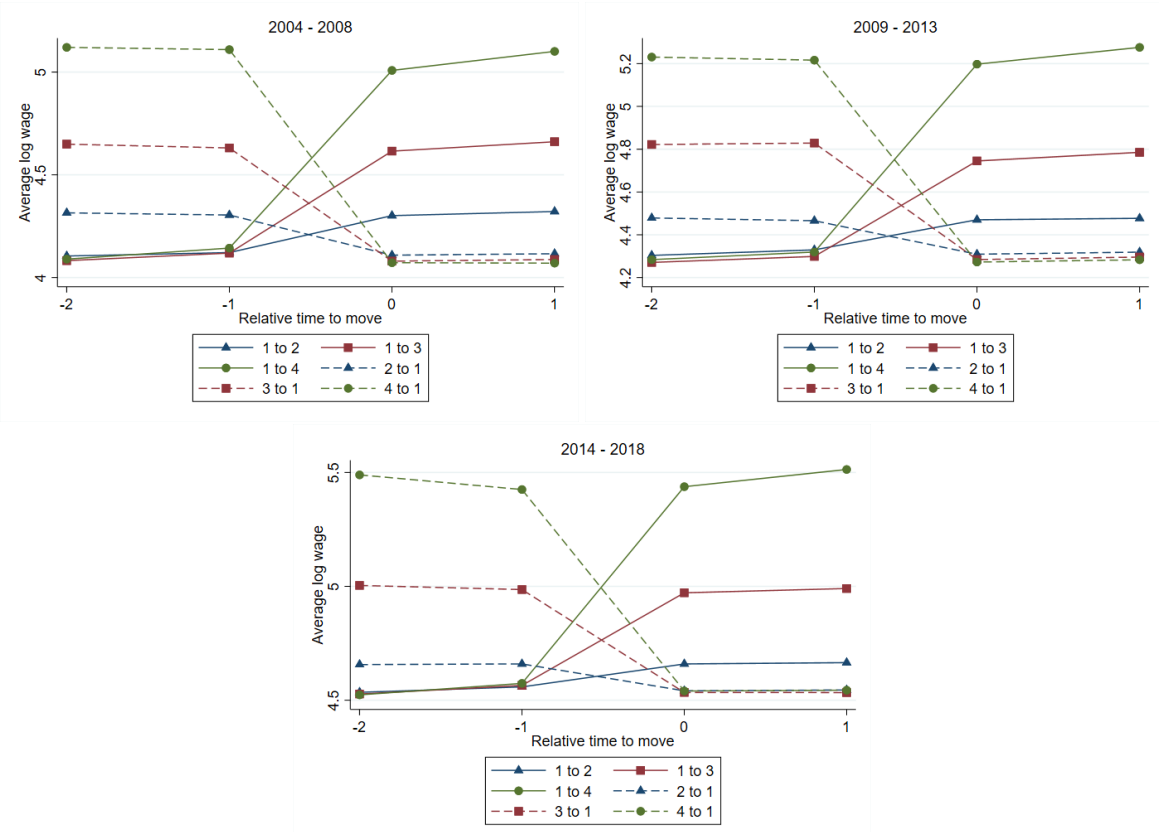 2004 - 2008
Average log wage
5
4.5
4
-2 -1 0 1
Relative time to move
1 to 2 1 to 3
1 to 4 2 to 1
3 to 1 4 to 1
2009 - 2013
Average log wage
5.2
5
4.8
4.6
4.4
4.2
-2 -1 0 1
Relative time to move
1 to 2 1 to 3
1 to 4 2 to 1
3 to 1 4 to 1
2014 - 2018
Average log wage
5.5
5
4.5
-2 -1 0 1
Relative time to move
1 to 2 1 to 3
1 to 4 2 to 1
3 to 1 4 to 1